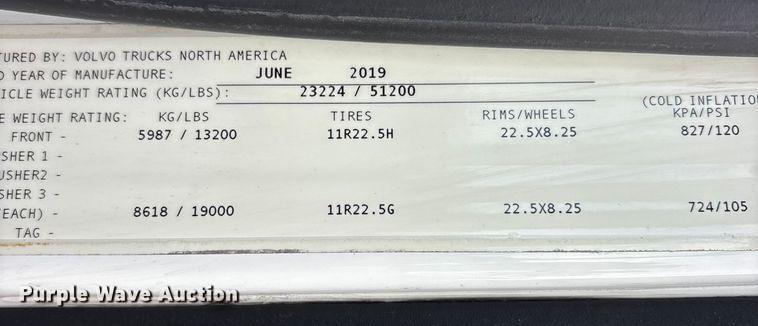 TURED BY: VOLVO TRUCKS NORTH AMERICA
D YEAR OF MANUFACTURE: JUNE 2019
ICLE WEIGHT RATING (KG/LBS): 23224 / 51200
(COLD INFLATIO
E WEIGHT RATING: KG/LBS TIRES RIMS/WHEELS KPA/PSI
FRONT - 5987 / 13200 11R22.5H 22.5X8.25 827/120
SHER 1 -
USHER2 -
SHER 3 -
EACH) - 8618 / 19000 11R22.5G 22.5X8.25 724/105
TAG -
Purple Wave Auction